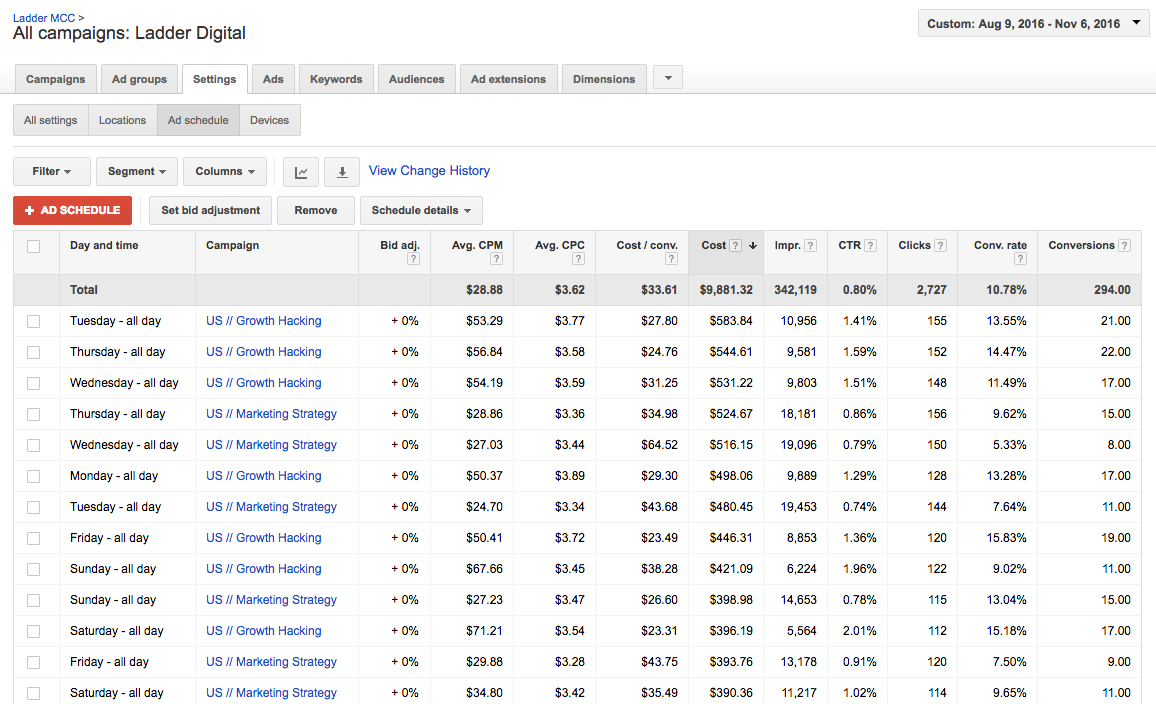 Ladder MCC >
All campaigns: Ladder Digital
Custom: Aug 9, 2016 - Nov 6, 2016
Campaigns Ad groups Settings Ads Keywords Audiences Ad extensions Dimensions
All settings Locations Ad schedule Devices
Filter Segment Columns View Change History
+ AD SCHEDULE Set bid adjustment Remove Schedule details
Day and time Campaign Bid adj. ? Avg. CPM ? Avg. CPC ? Cost / conv. ? Cost ? Impr. ? CTR ? Clicks ? Conv. rate ? Conversions ?
Total $28.88 $3.62 $33.61 $9,881.32 342,119 0.80% 2,727 10.78% 294.00
Tuesday - all day US // Growth Hacking + 0% $53.29 $3.77 $27.80 $583.84 10,956 1.41% 155 13.55% 21.00
Thursday - all day US // Growth Hacking + 0% $56.84 $3.58 $24.76 $544.61 9,581 1.59% 152 14.47% 22.00
Wednesday - all day US // Growth Hacking + 0% $54.19 $3.59 $31.25 $531.22 9,803 1.51% 148 11.49% 17.00
Thursday - all day US // Marketing Strategy + 0% $28.86 $3.36 $34.98 $524.67 18,181 0.86% 156 9.62% 15.00
Wednesday - all day US // Marketing Strategy + 0% $27.03 $3.44 $64.52 $516.15 19,096 0.79% 150 5.33% 8.00
Monday - all day US // Growth Hacking + 0% $50.37 $3.89 $29.30 $498.06 9,889 1.29% 128 13.28% 17.00
Tuesday - all day US // Marketing Strategy + 0% $24.70 $3.34 $43.68 $480.45 19,453 0.74% 144 7.64% 11.00
Friday - all day US // Growth Hacking + 0% $50.41 $3.72 $23.49 $446.31 8,853 1.36% 120 15.83% 19.00
Sunday - all day US // Growth Hacking + 0% $67.66 $3.45 $38.28 $421.09 6,224 1.96% 122 9.02% 11.00
Sunday - all day US // Marketing Strategy + 0% $27.23 $3.47 $26.60 $398.98 14,653 0.78% 115 13.04% 15.00
Saturday - all day US // Growth Hacking + 0% $71.21 $3.54 $23.31 $396.19 5,564 2.01% 112 15.18% 17.00
Friday - all day US // Marketing Strategy + 0% $29.88 $3.28 $43.75 $393.76 13,178 0.91% 120 7.50% 9.00
Saturday - all day US // Marketing Strategy + 0% $34.80 $3.42 $35.49 $390.36 11,217 1.02% 114 9.65% 11.00